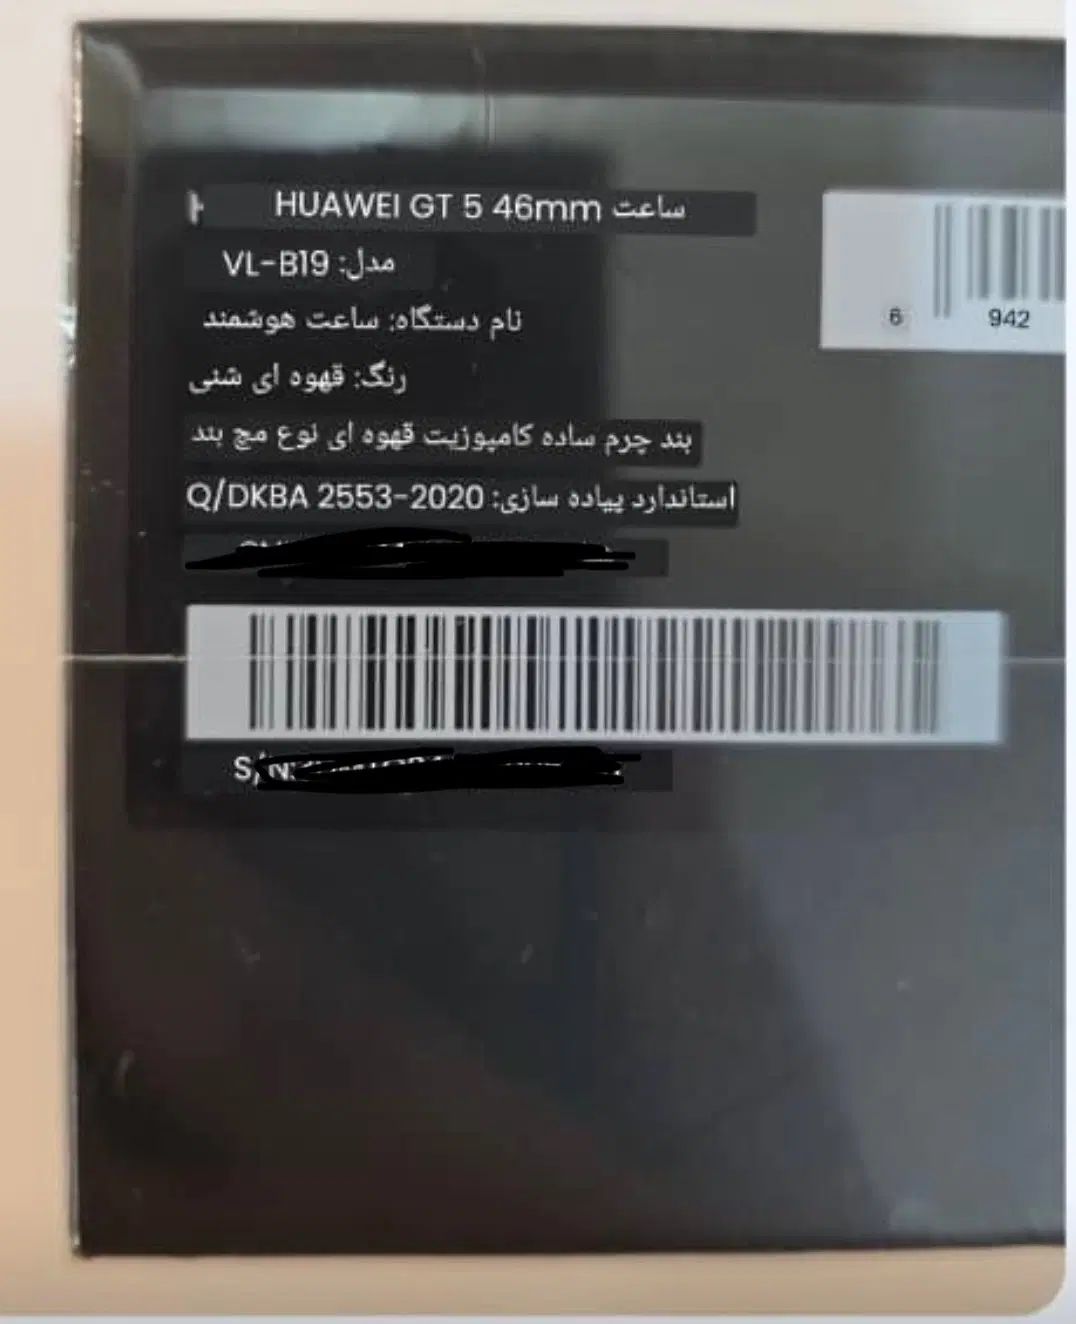 ساعت HUAWEI GT 5 46mm
مدل: VL-B19
نام دستگاه: ساعت هوشمند
رنگ: قهوه ای شنی
بند چرم ساده کامپوزیت قهوه ای نوع مچ بند
استاندارد پیاده سازی: Q/DKBA 2553-2020
S/N:
6 942